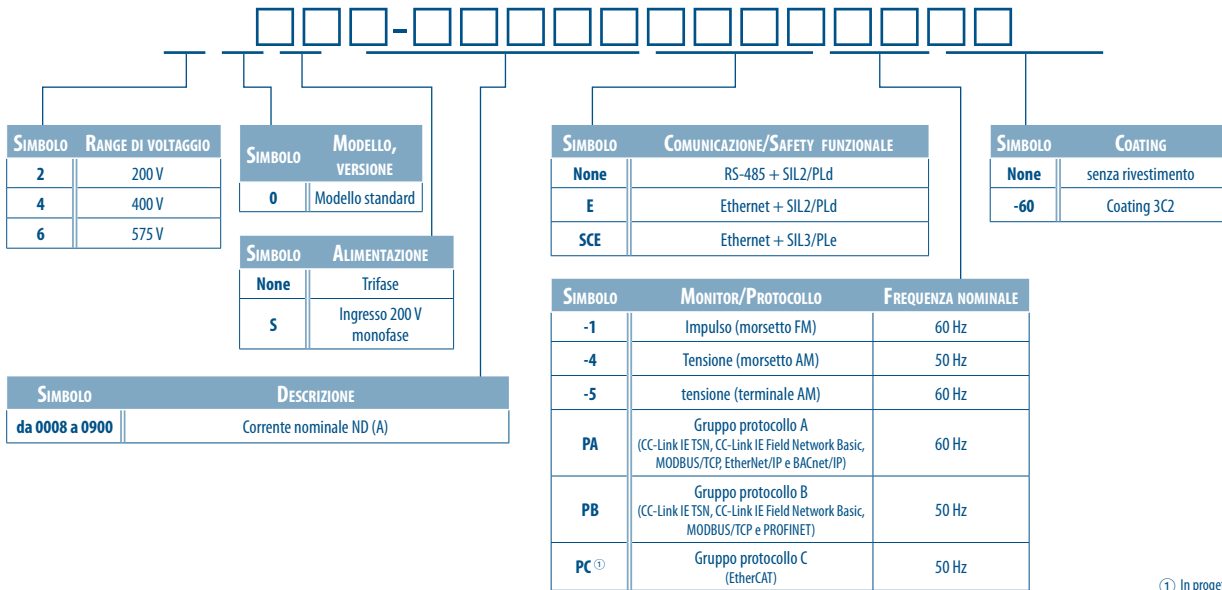 -
SIMBOLO RANGE DI VOLTAGGIO
2 200 V
4 400 V
6 575 V
SIMBOLO MODELLO, VERSIONE
0 Modello standard
SIMBOLO ALIMENTAZIONE
None Trifase
S Ingresso 200 V
monofase
SIMBOLO DESCRIZIONE
da 0008 a 0900 Corrente nominale ND (A)
SIMBOLO COMUNICAZIONE/SAFETY FUNZIONALE
None RS-485 + SIL2/PLd
E Ethernet + SIL2/PLd
SCE Ethernet + SIL3/PLe
SIMBOLO MONITOR/PROTOCOLLO FREQUENZA NOMINALE
-1 Impulso (morsetto FM) 60 Hz
-4 Tensione (morsetto AM) 50 Hz
-5 tensione (terminale AM) 60 Hz
PA Gruppo protocollo A
(CC-Link IE TSN, CC-Link IE Field Network Basic,
MODBUS/TCP, EtherNet/IP e BACnet/IP) 60 Hz
PB Gruppo protocollo B
(CC-Link IE TSN, CC-Link IE Field Network Basic,
MODBUS/TCP e PROFINET) 50 Hz
PC ① Gruppo protocollo C
(EtherCAT) 50 Hz
SIMBOLO COATING
None senza rivestimento
-60 Coating 3C2
① In proget